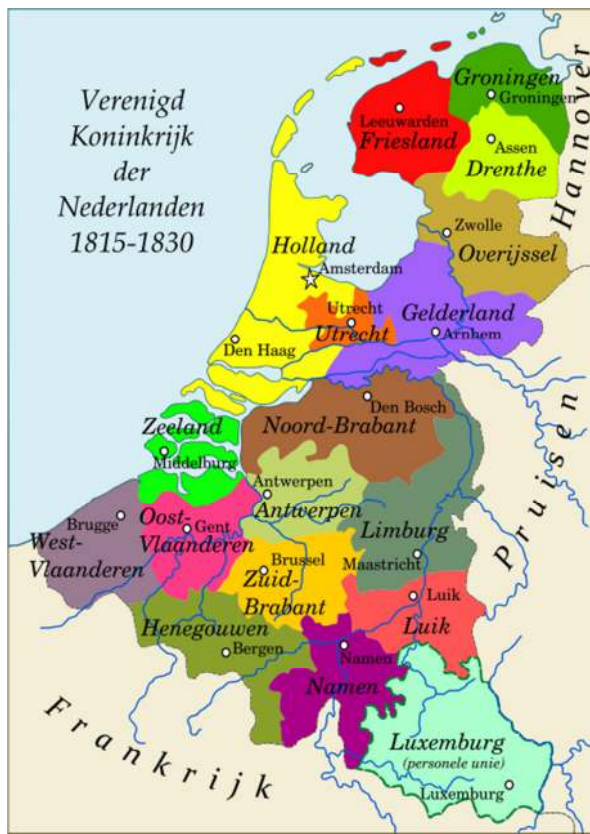 Verenigd
Koninkrijk
der
Nederlanden
1815-1830
Hannover
Groningen
Groningen
Leeuwarden
Friesland
Assen
Drenthe
Zwolle
Overijssel
Holland
Amsterdam
Utrecht
Utrecht
Gelderland
Arnhem
Den Haag
Den Bosch
Noord-Brabant
Pruisen
Zeeland
Middelburg
Antwerpen
Antwerpen
Brugge
West-
Vlaanderen
Oost-
Gent
Vlaanderen
Limburg
Maastricht
Brussel
Zuid-
Brabant
Luik
Luik
Henegouwen
Bergen
Namen
Namen
Frankrijk
Luxemburg
(personele unie)
Luxemburg